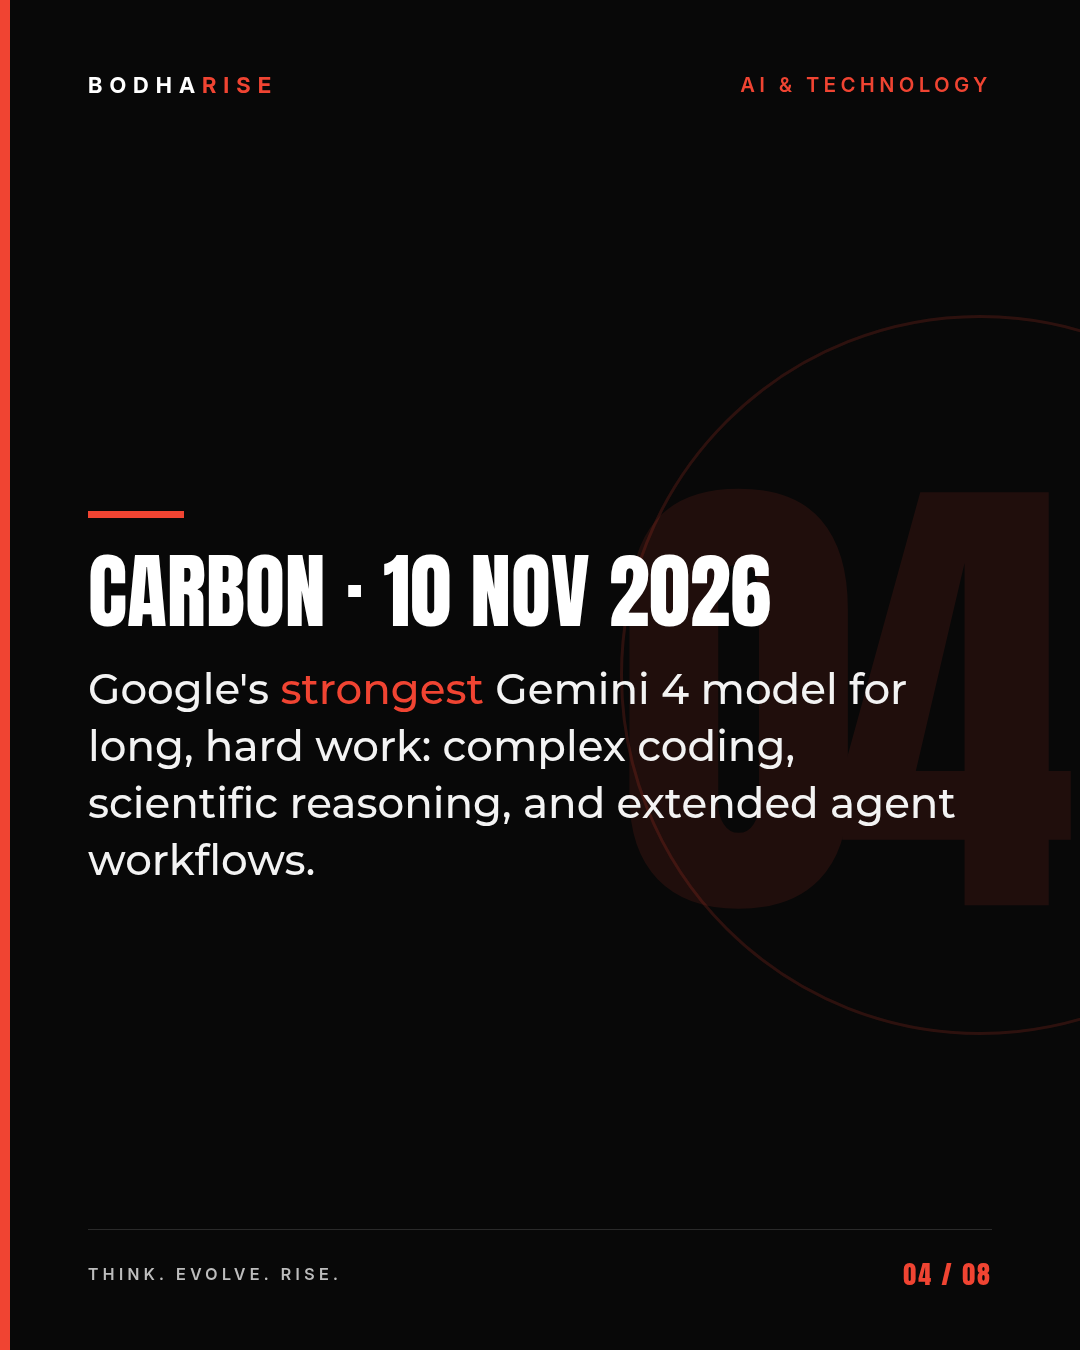 BODHARISE
AI & TECHNOLOGY
04
CARBON · 10 NOV 2026
Google's strongest Gemini 4 model for
long, hard work: complex coding,
scientific reasoning, and extended agent
workflows.
THINK. EVOLVE. RISE.
04 / 08